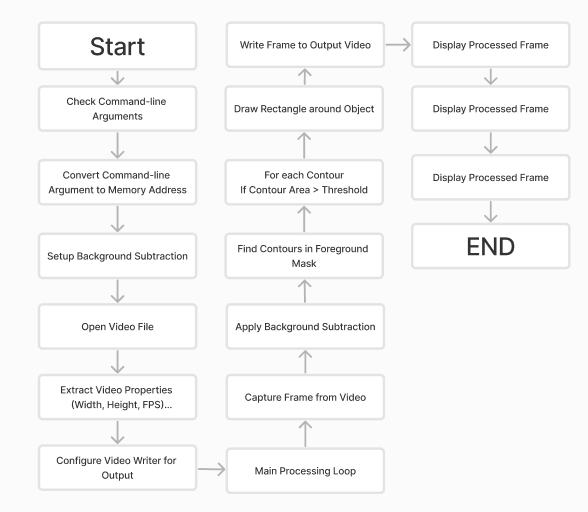 Start
Check Command-line
Arguments
Convert Command-line
Argument to Memory Address
Setup Background Subtraction
Open Video File
Extract Video Properties
(Width, Height, FPS)...
Configure Video Writer for
Output
Main Processing Loop
Capture Frame from Video
Apply Background Subtraction
Find Contours in Foreground
Mask
For each Contour
If Contour Area > Threshold
Draw Rectangle around Object
Write Frame to Output Video
Display Processed Frame
Display Processed Frame
Display Processed Frame
END